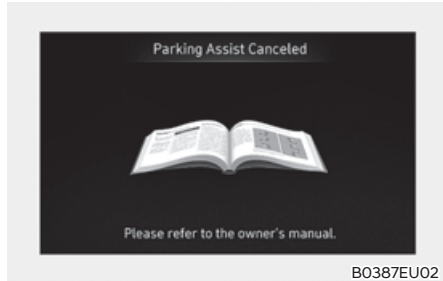 Parking Assist Canceled
Please refer to the owner's manual.
B0387EU02